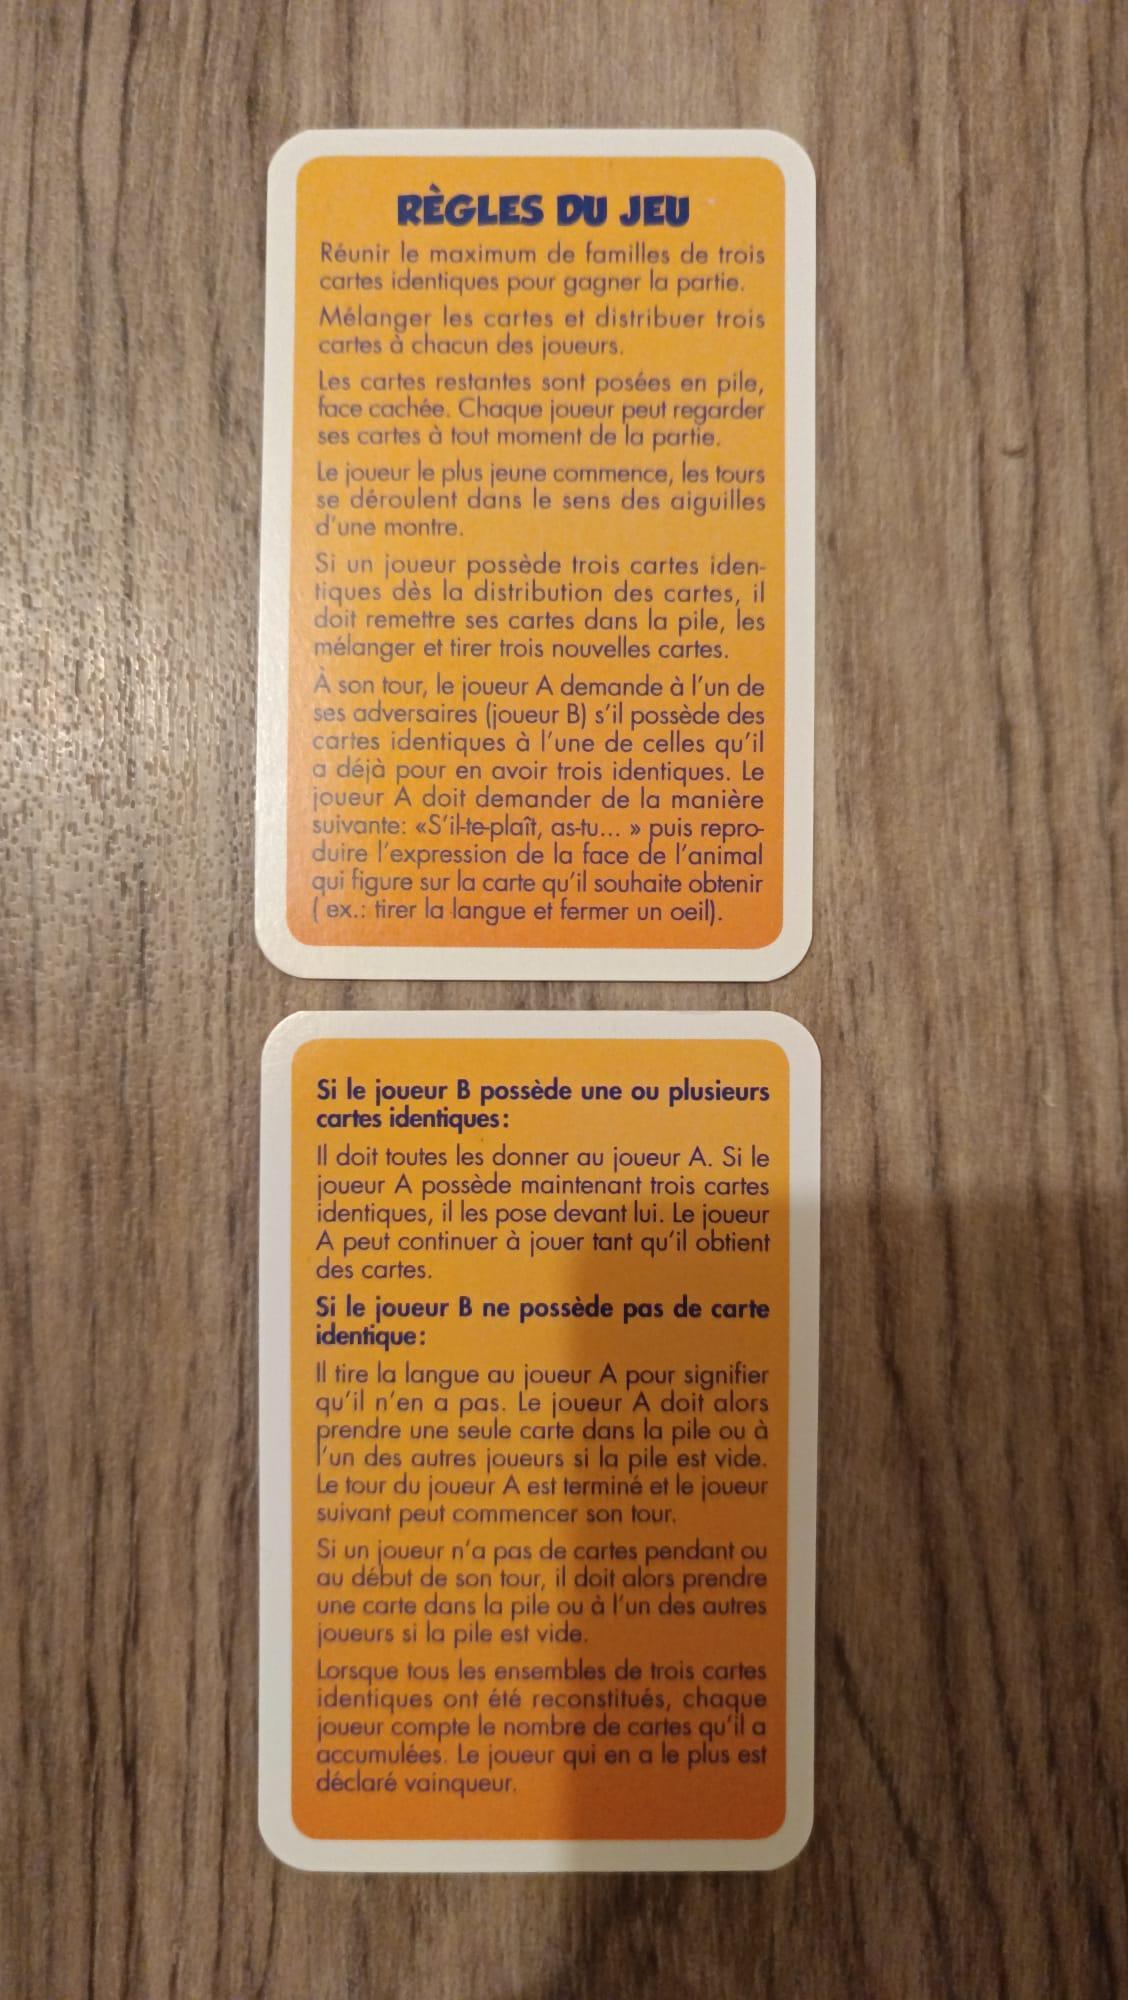 RÈGLES DU JEU
Réunir le maximum de familles de trois
cartes identiques pour gagner la partie.
Mélanger les cartes et distribuer trois
cartes à chacun des joueurs.
Les cartes restantes sont posées en pile,
face cachée. Chaque joueur peut regarder
ses cartes à tout moment de la partie.
Le joueur le plus jeune commence, les tours
se déroulent dans le sens des aiguilles
d'une montre.
Si un joueur possède trois cartes iden-
tiques dès la distribution des cartes, il
doit remettre ses cartes dans la pile, les
mélanger et tirer trois nouvelles cartes.
À son tour, le joueur A demande à l'un de
ses adversaires (joueur B) s'il possède des
cartes identiques à l'une de celles qu'il
a déjà pour en avoir trois identiques. Le
joueur A doit demander de la manière
suivante: «S'il-te-plaît, as-tu... » puis repro-
duire l'expression de la face de l'animal
qui figure sur la carte qu'il souhaite obtenir
( ex.: tirer la langue et fermer un oeil).
Si le joueur B possède une ou plusieurs
cartes identiques:
Il doit toutes les donner au joueur A. Si le
joueur A possède maintenant trois cartes
identiques, il les pose devant lui. Le joueur
A peut continuer à jouer tant qu'il obtient
des cartes.
Si le joueur B ne possède pas de carte
identique:
Il tire la langue au joueur A pour signifier
qu'il n'en a pas. Le joueur A doit alors
prendre une seule carte dans la pile ou à
l'un des autres joueurs si la pile est vide.
Le tour du joueur A est terminé et le joueur
suivant peut commencer son tour.
Si un joueur n'a pas de cartes pendant ou
au début de son tour, il doit alors prendre
une carte dans la pile ou à l'un des autres
joueurs si la pile est vide.
Lorsque tous les ensembles de trois cartes
identiques ont été reconstitués, chaque
joueur compte le nombre de cartes qu'il a
accumulées. Le joueur qui en a le plus est
déclaré vainqueur.